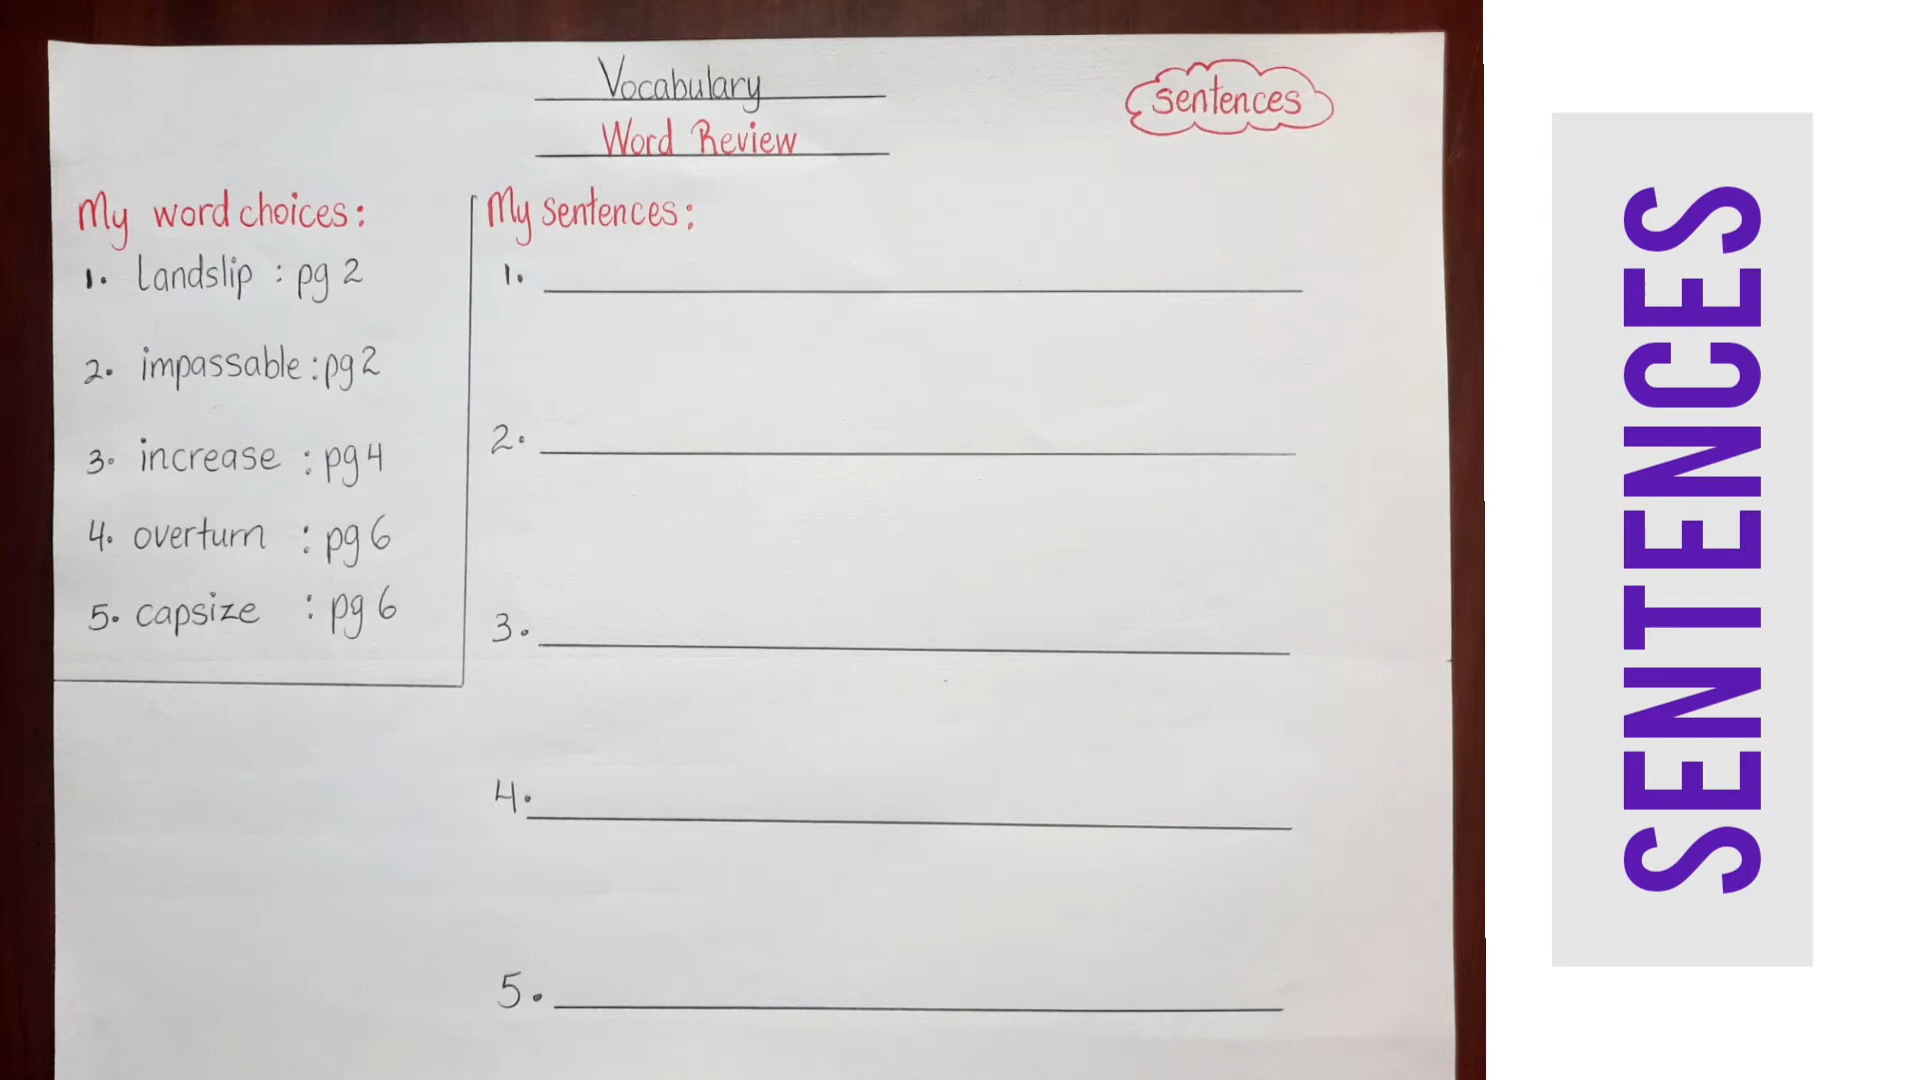 Vocabulary
Word Review
sentences
My word choices:
1. Landslip : pg 2
2. impassable : pg 2
3. increase : pg 4
4. overturn : pg 6
5. capsize : pg 6
My sentences:
1.
2.
3.
4.
5.
SENTENCES